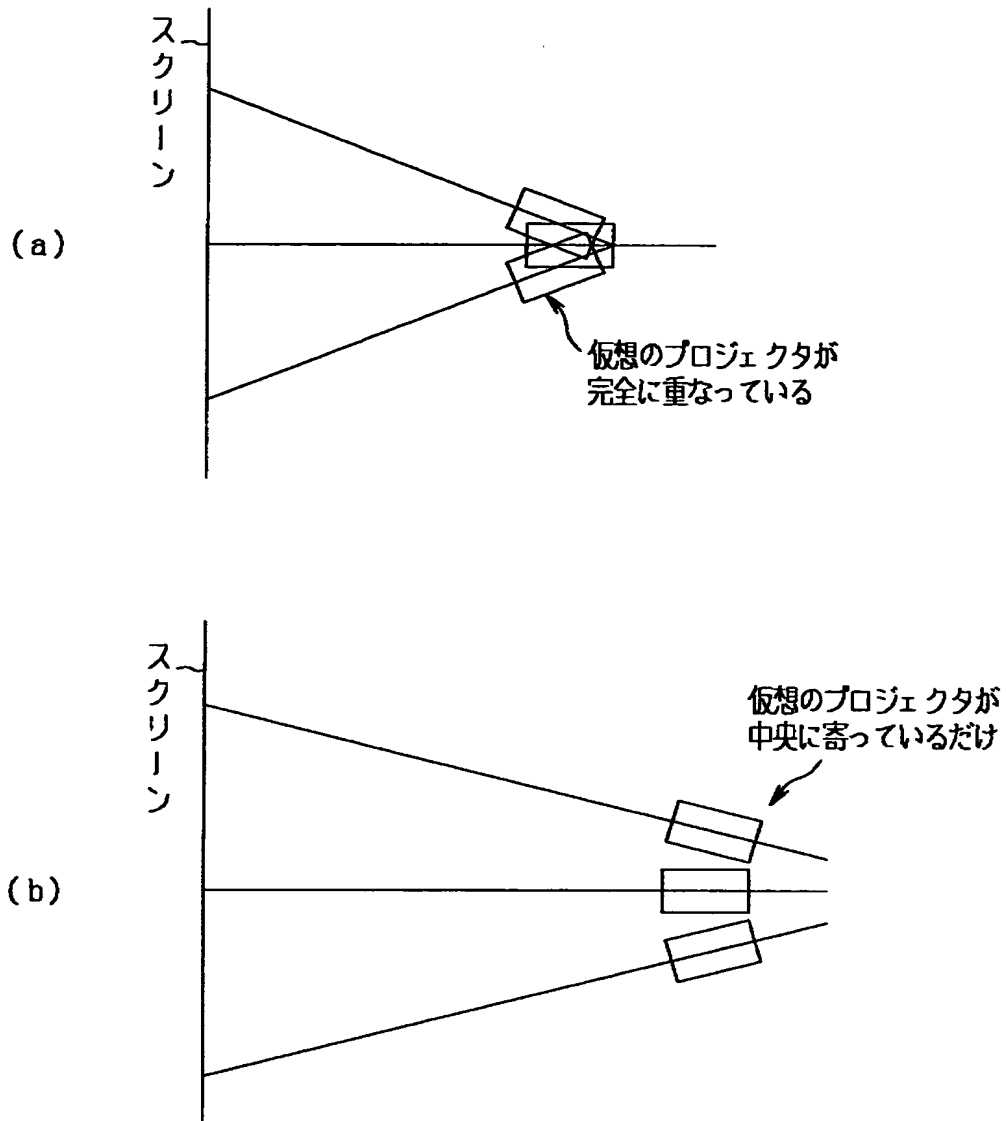 スクリーン
(a)
仮想のプロジェクタが
完全に重なっている
スクリーン
仮想のプロジェクタが
中央に寄っているだけ
(b)